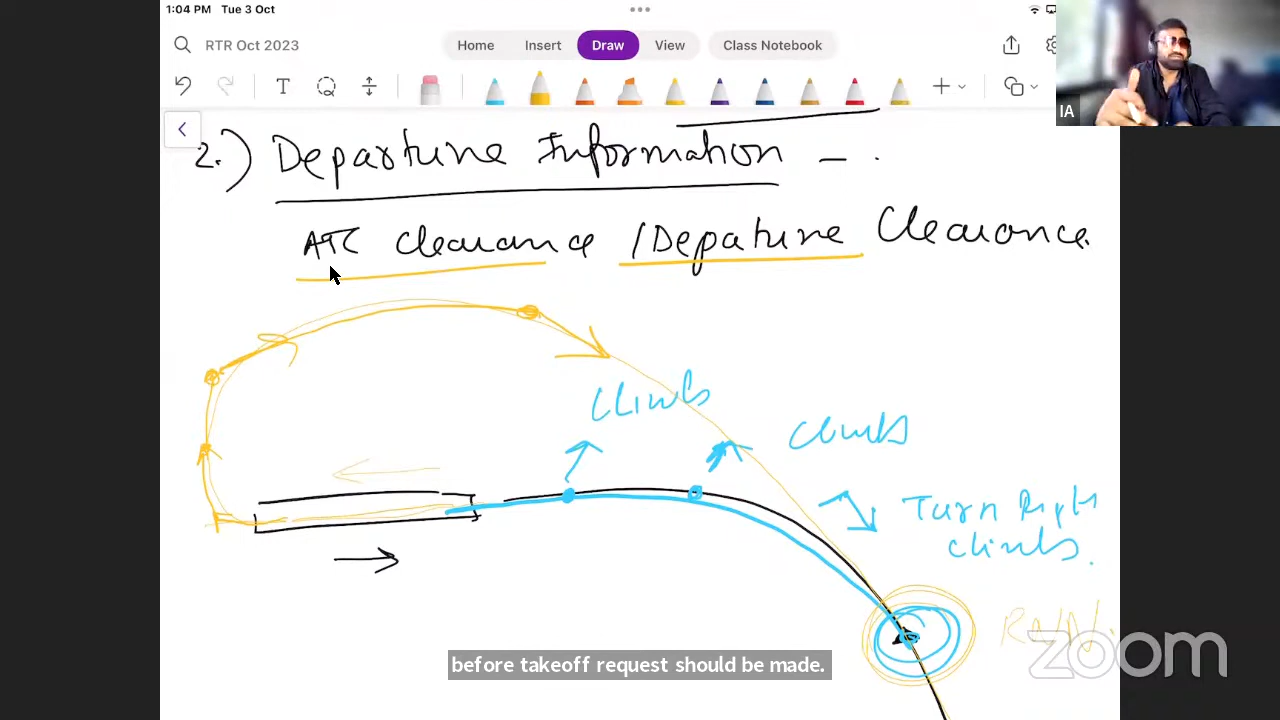 1:04 PM Tue 3 Oct
RTR Oct 2023
Home Insert Draw View Class Notebook
IA
2.) Departure Information - .
ATC Clearance / Depature Clearance.
Climb
Climb
Turn Right
climb.
zoom
before takeoff request should be made.